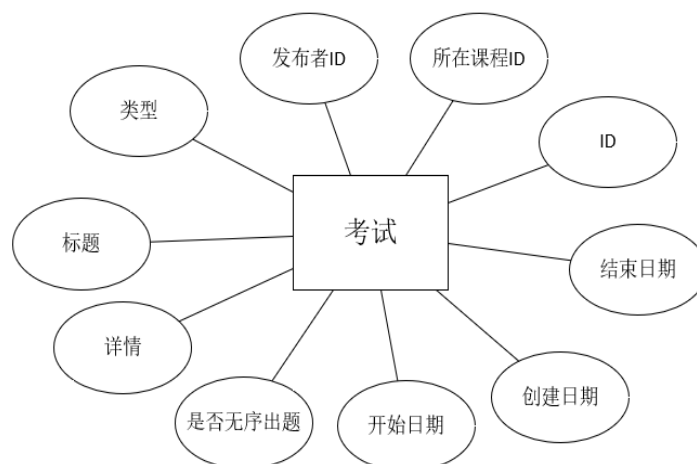 发布者ID
所在课程ID
类型
ID
考试
标题
结束日期
详情
创建日期
是否无序出题
开始日期